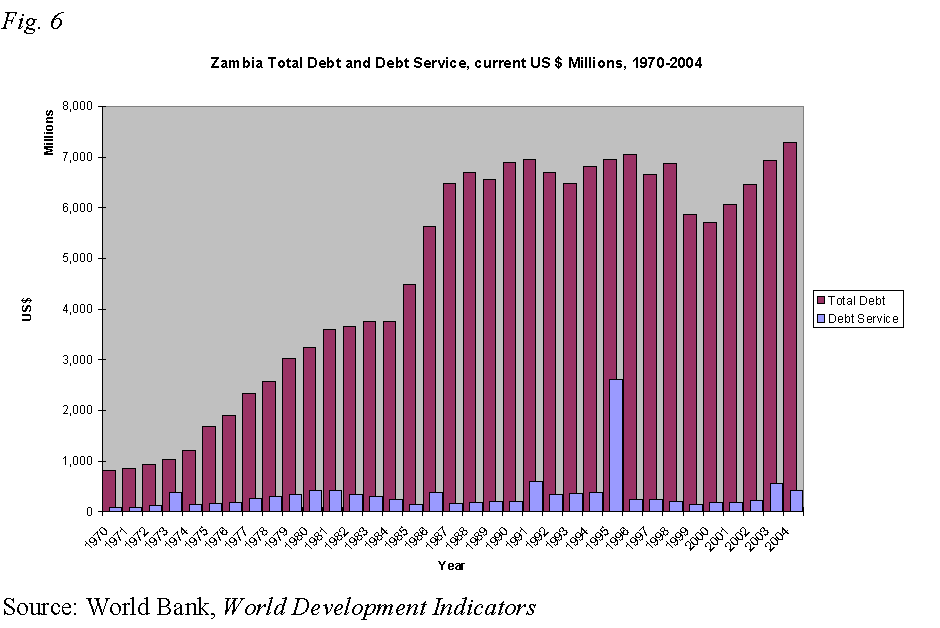 Fig. 6
Zambia Total Debt and Debt Service, current US $ Millions, 1970-2004
Millions
US$
8,000
7,000
6,000
5,000
4,000
3,000
2,000
1,000
0
1970 1971 1972 1973 1974 1975 1976 1977 1978 1979 1980 1981 1982 1983 1984 1985 1986 1987 1988 1989 1990 1991 1992 1993 1994 1995 1996 1997 1998 1999 2000 2001 2002 2003 2004
Year
Total Debt
Debt Service
Source: World Bank, World Development Indicators